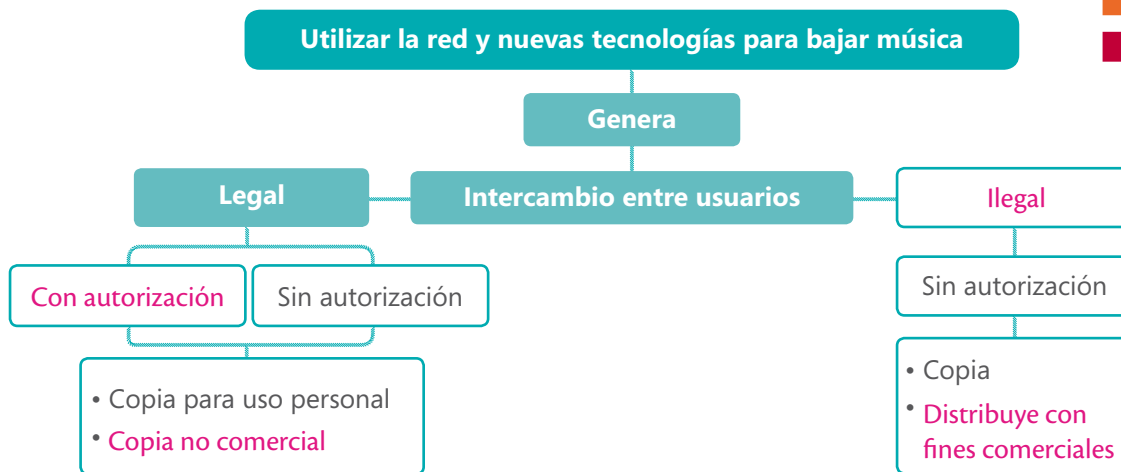 Utilizar la red y nuevas tecnologías para bajar música
Genera
Legal
Intercambio entre usuarios
Ilegal
Con autorización
Sin autorización
Sin autorización
• Copia para uso personal
• Copia no comercial
• Copia
• Distribuye con
fines comerciales